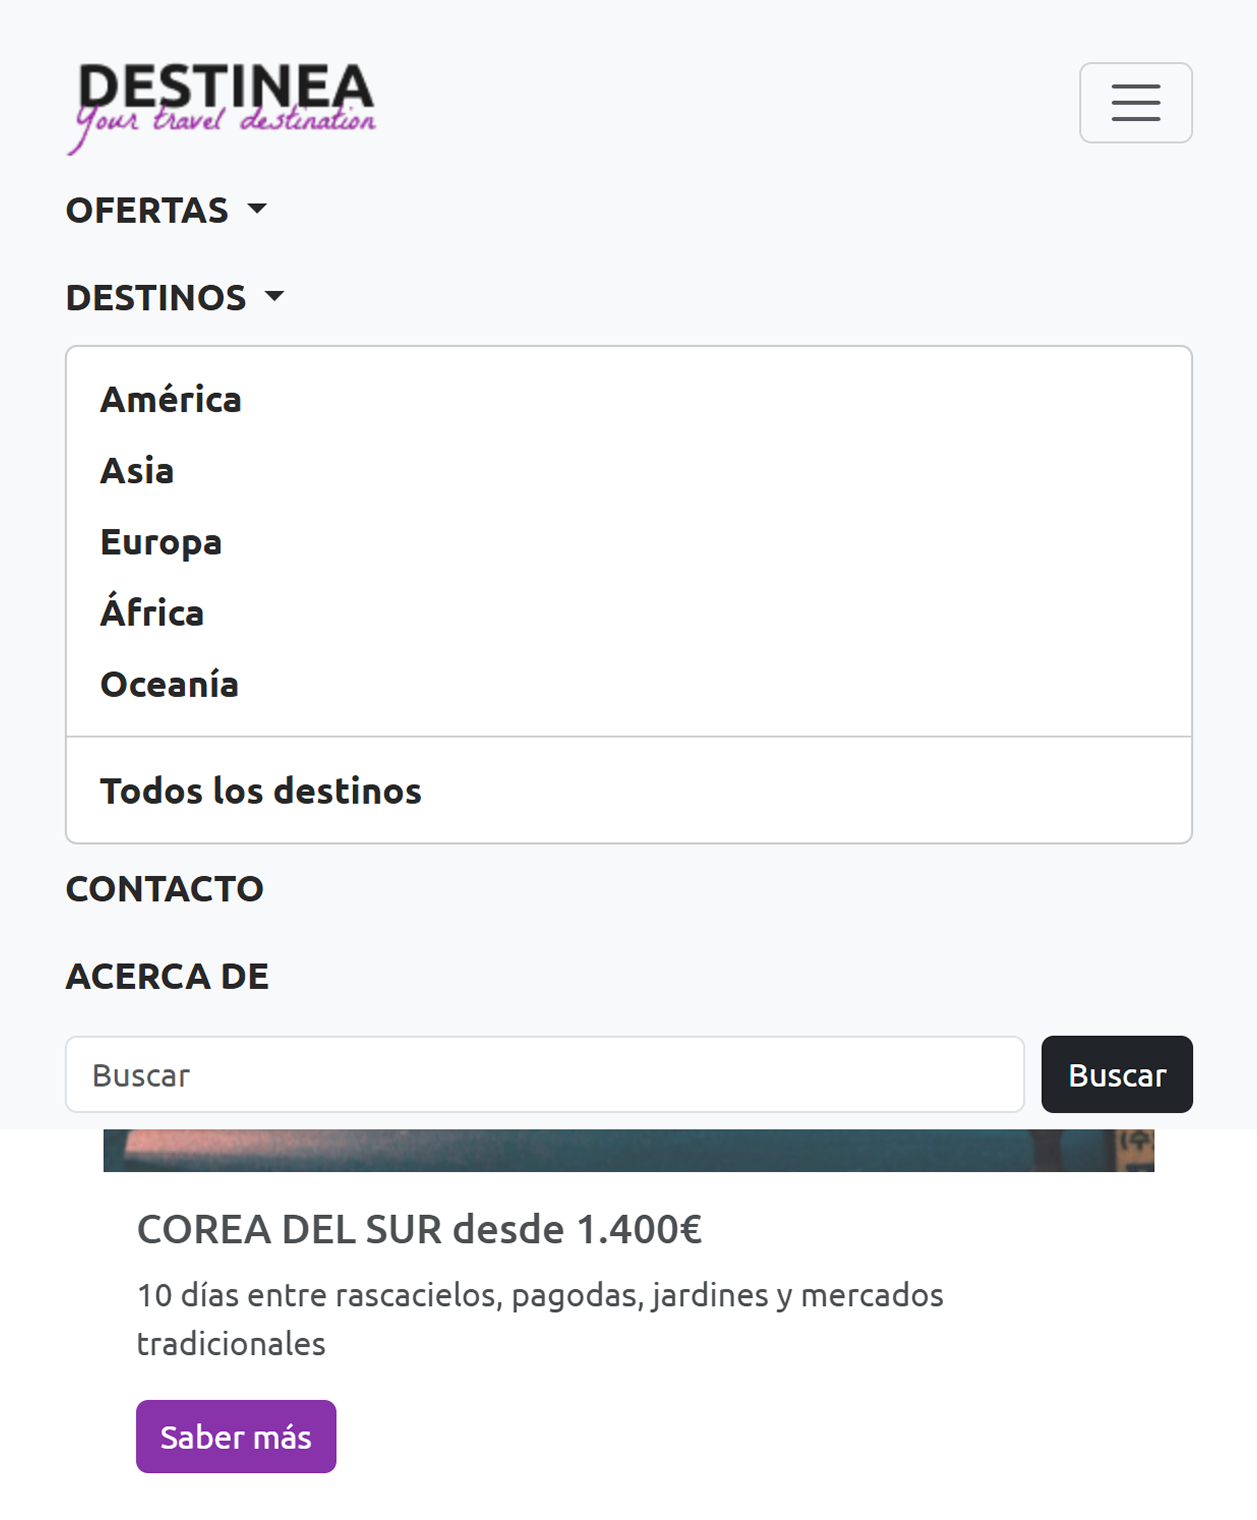 DESTINEA
Your travel destination
OFERTAS
DESTINOS
América
Asia
Europa
África
Oceanía
Todos los destinos
CONTACTO
ACERCA DE
Buscar
Buscar
COREA DEL SUR desde 1.400€
10 días entre rascacielos, pagodas, jardines y mercados
tradicionales
Saber más